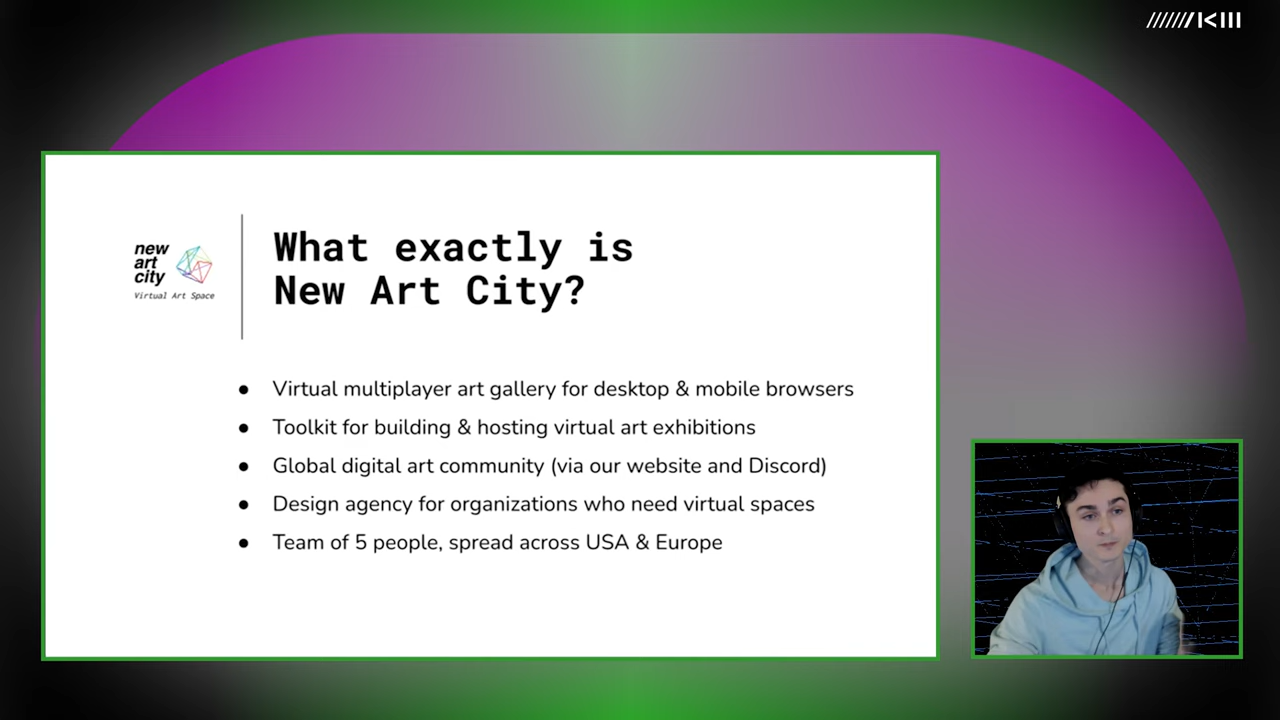 new
art
city
Virtual Art Space
What exactly is
New Art City?
● Virtual multiplayer art gallery for desktop & mobile browsers
● Toolkit for building & hosting virtual art exhibitions
● Global digital art community (via our website and Discord)
● Design agency for organizations who need virtual spaces
● Team of 5 people, spread across USA & Europe